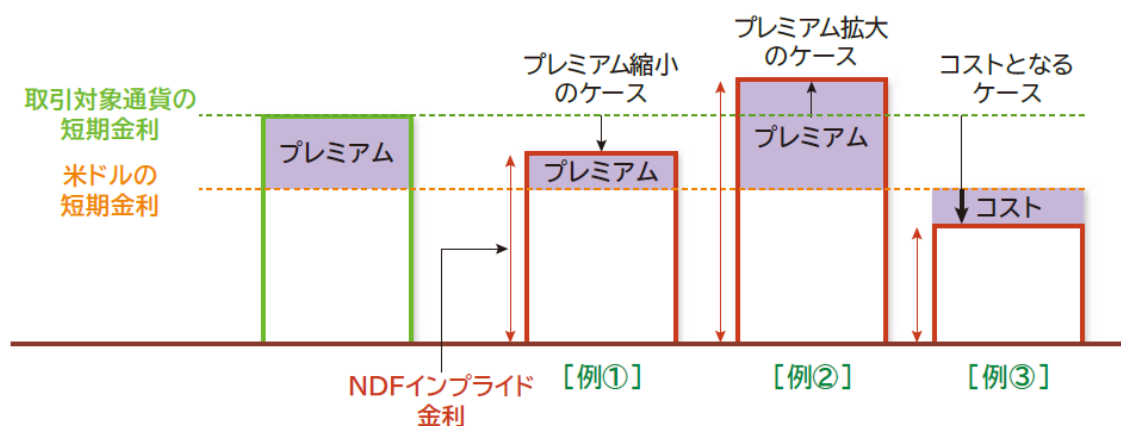 取引対象通貨の
短期金利
米ドルの
短期金利
プレミアム
プレミアム縮小
のケース
プレミアム
プレミアム拡大
のケース
プレミアム
コストとなる
ケース
コスト
NDFインプライド
金利
[例①]
[例②]
[例③]